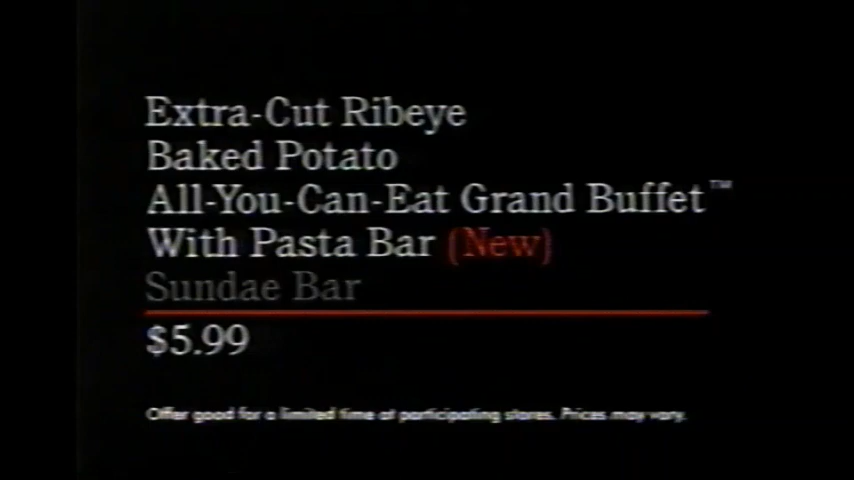 Extra-Cut Ribeye
Baked Potato
All-You-Can-Eat Grand Buffet™
With Pasta Bar (New)
Sundae Bar
$5.99
Offer good for a limited time at participating stores. Prices may vary.